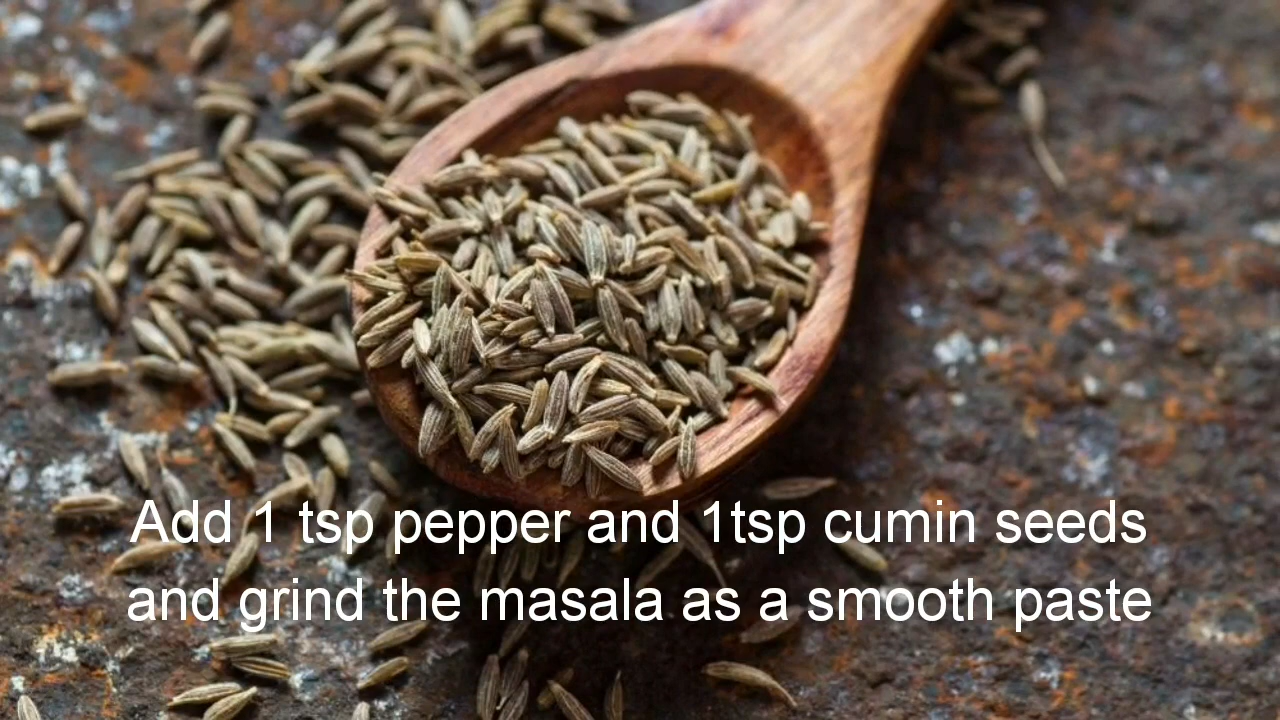 Add 1 tsp pepper and 1tsp cumin seeds
and grind the masala as a smooth paste